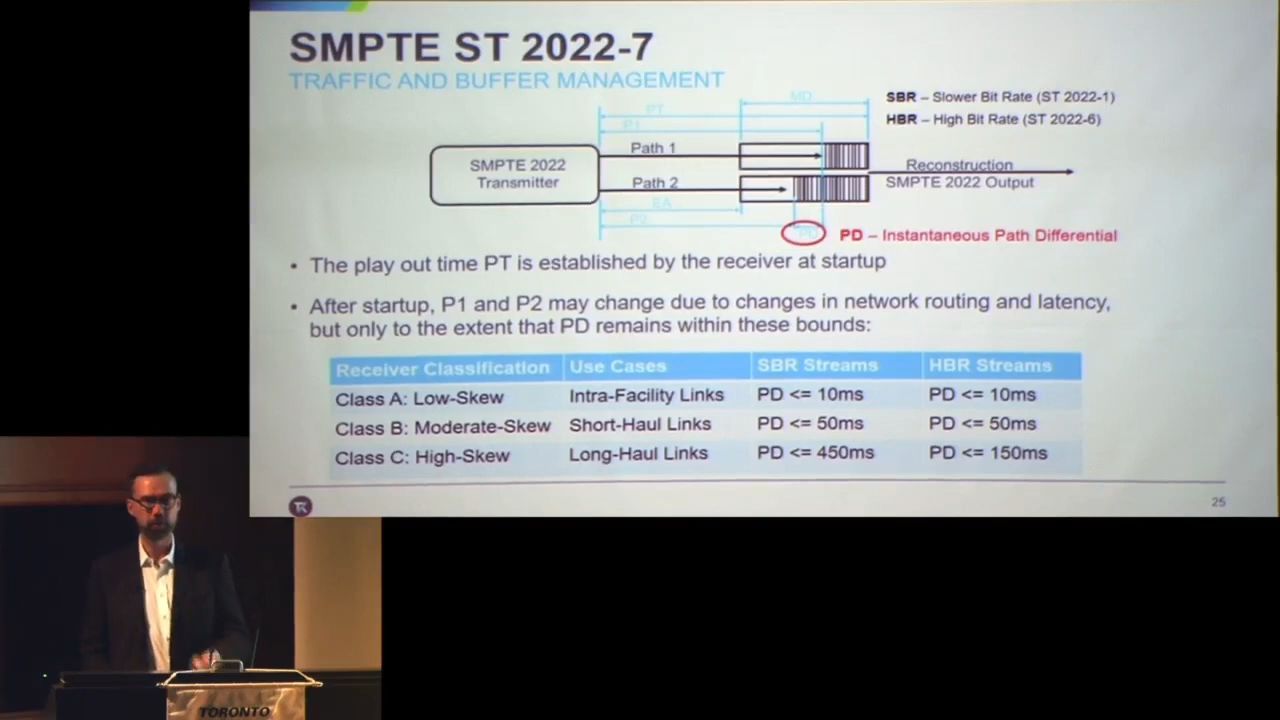 SMPTE ST 2022-7
TRAFFIC AND BUFFER MANAGEMENT
MD
PT
P1
SBR – Slower Bit Rate (ST 2022-1)
HBR – High Bit Rate (ST 2022-6)
SMPTE 2022
Transmitter
Path 1
Path 2
Reconstruction
SMPTE 2022 Output
EA
P2
PD
PD – Instantaneous Path Differential
• The play out time PT is established by the receiver at startup
• After startup, P1 and P2 may change due to changes in network routing and latency,
but only to the extent that PD remains within these bounds:
Receiver Classification Use Cases SBR Streams HBR Streams
Class A: Low-Skew Intra-Facility Links PD <= 10ms PD <= 10ms
Class B: Moderate-Skew Short-Haul Links PD <= 50ms PD <= 50ms
Class C: High-Skew Long-Haul Links PD <= 450ms PD <= 150ms
25
TORONTO